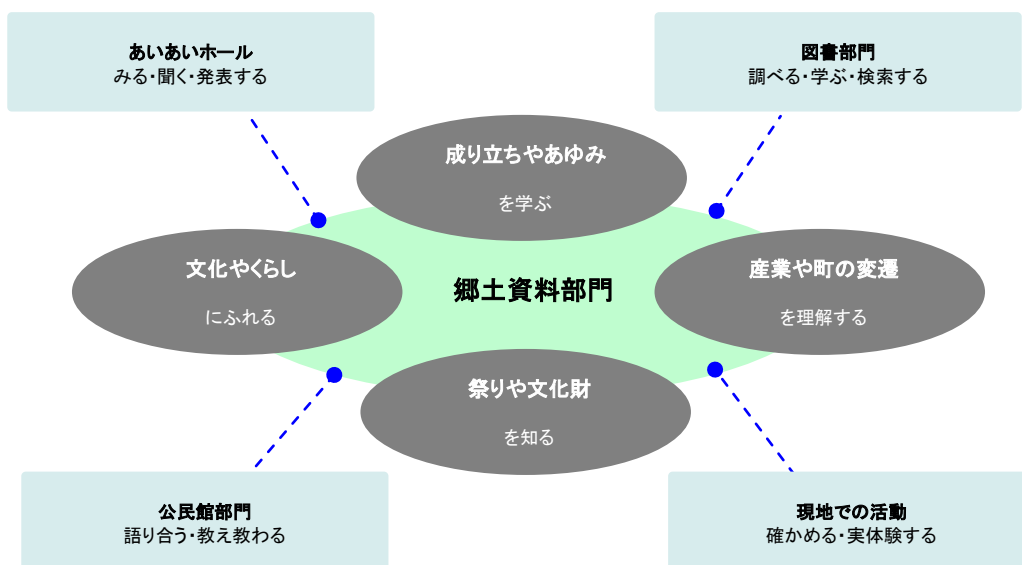 あいあいホール
みる・聞く・発表する
図書部門
調べる・学ぶ・検索する
成り立ちやあゆみ
を学ぶ
文化やくらし
にふれる
郷土資料部門
産業や町の変遷
を理解する
祭りや文化財
を知る
公民館部門
語り合う・教え教わる
現地での活動
確かめる・実体験する